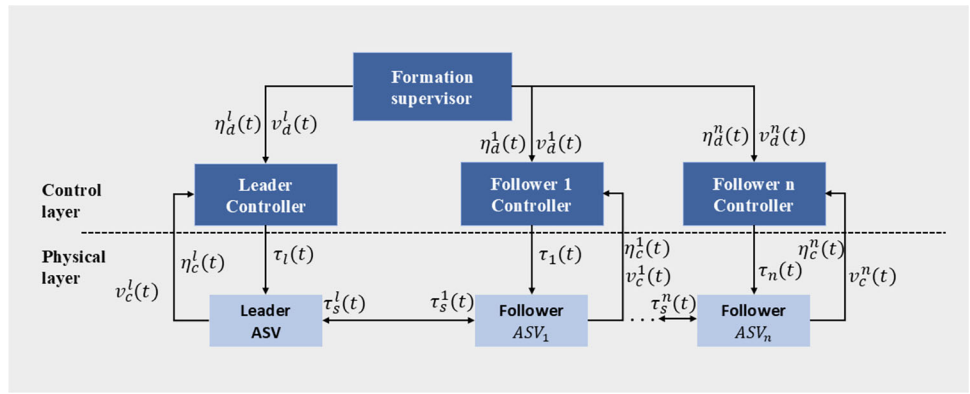 Formation
supervisor
η_d^l(t) v_d^l(t)
η_d^1(t) v_d^1(t)
η_d^n(t) v_d^n(t)
Control
layer
Leader
Controller
Follower 1
Controller
Follower n
Controller
Physical
layer
v_c^l(t)
η_c^l(t)
τ_l(t)
τ_1(t)
η_c^1(t)
v_c^1(t)
τ_n(t)
η_c^n(t)
v_c^n(t)
Leader
ASV
τ_s^l(t)
τ_s^1(t)
Follower
ASV_1
...
τ_s^n(t)
Follower
ASV_n